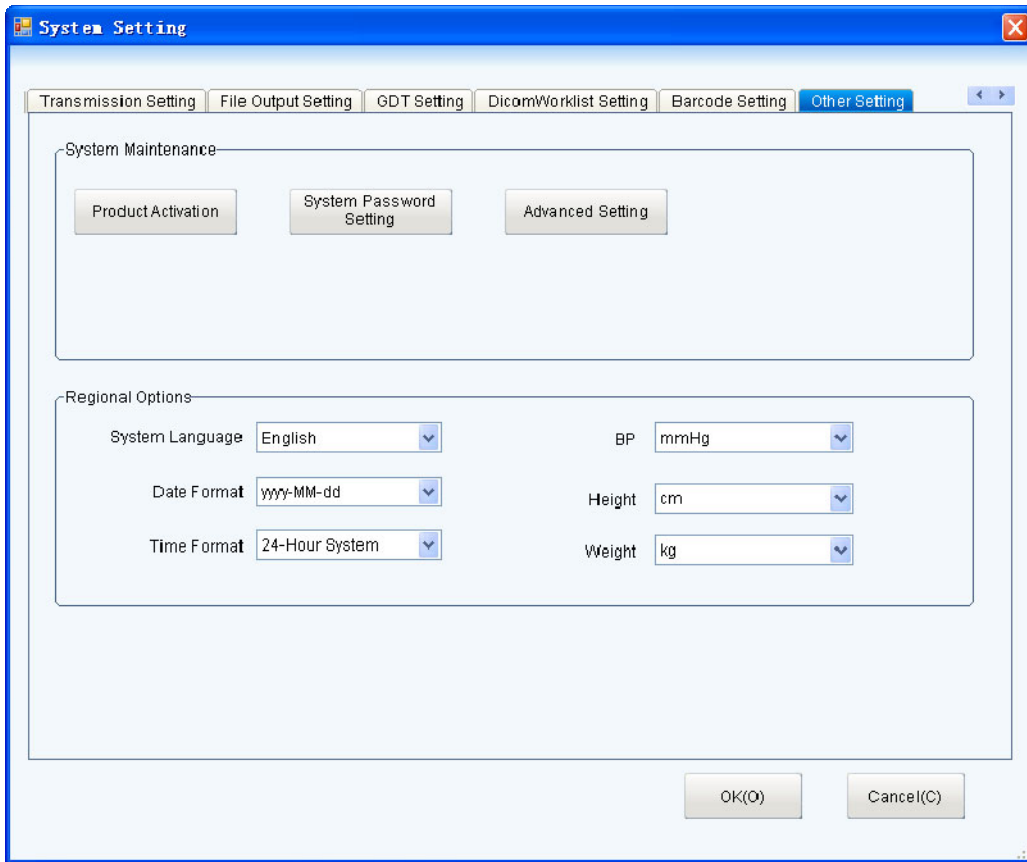 System Setting
Transmission Setting File Output Setting GDT Setting DicomWorklist Setting Barcode Setting Other Setting
System Maintenance
Product Activation
System Password
Setting
Advanced Setting
Regional Options
System Language English
BP mmHg
Date Format yyyy-MM-dd
Height cm
Time Format 24-Hour System
Weight kg
OK(O) Cancel(C)